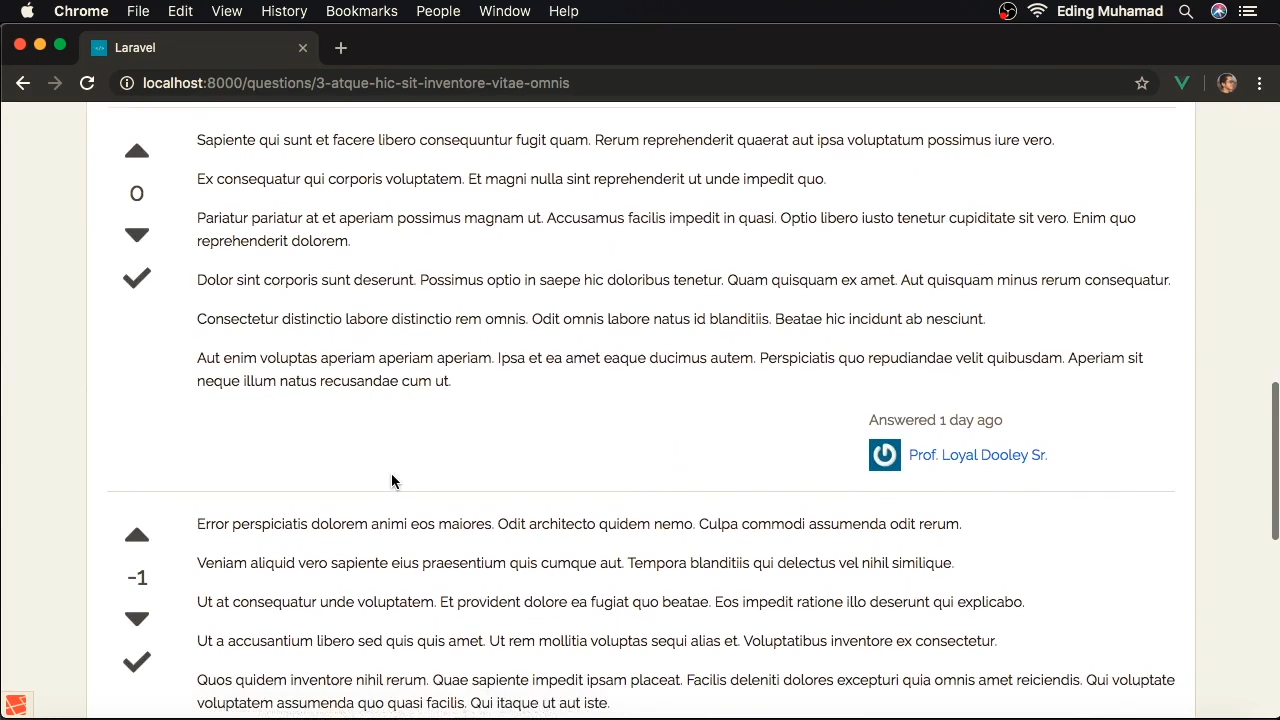 Chrome File Edit View History Bookmarks People Window Help Eding Muhamad
Laravel
localhost:8000/questions/3-atque-hic-sit-inventore-vitae-omnis
Sapiente qui sunt et facere libero consequuntur fugit quam. Rerum reprehenderit quaerat aut ipsa voluptatum possimus iure vero.
Ex consequatur qui corporis voluptatem. Et magni nulla sint reprehenderit ut unde impedit quo.
0
Pariatur pariatur at et aperiam possimus magnam ut. Accusamus facilis impedit in quasi. Optio libero iusto tenetur cupiditate sit vero. Enim quo
reprehenderit dolorem.
Dolor sint corporis sunt deserunt. Possimus optio in saepe hic doloribus tenetur. Quam quisquam ex amet. Aut quisquam minus rerum consequatur.
Consectetur distinctio labore distinctio rem omnis. Odit omnis labore natus id blanditiis. Beatae hic incidunt ab nesciunt.
Aut enim voluptas aperiam aperiam aperiam. Ipsa et ea amet eaque ducimus autem. Perspiciatis quo repudiandae velit quibusdam. Aperiam sit
neque illum natus recusandae cum ut.
Answered 1 day ago
Prof. Loyal Dooley Sr.
Error perspiciatis dolorem animi eos maiores. Odit architecto quidem nemo. Culpa commodi assumenda odit rerum.
Veniam aliquid vero sapiente eius praesentium quis cumque aut. Tempora blanditiis qui delectus vel nihil similique.
-1
Ut at consequatur unde voluptatem. Et provident dolore ea fugiat quo beatae. Eos impedit ratione illo deserunt qui explicabo.
Ut a accusantium libero sed quis quis amet. Ut rem mollitia voluptas sequi alias et. Voluptatibus inventore ex consectetur.
Quos quidem inventore nihil rerum. Quae sapiente impedit ipsam placeat. Facilis deleniti dolores excepturi quia omnis amet reiciendis. Qui voluptate
voluptatem assumenda quo quasi facilis. Qui itaque ut aut iste.